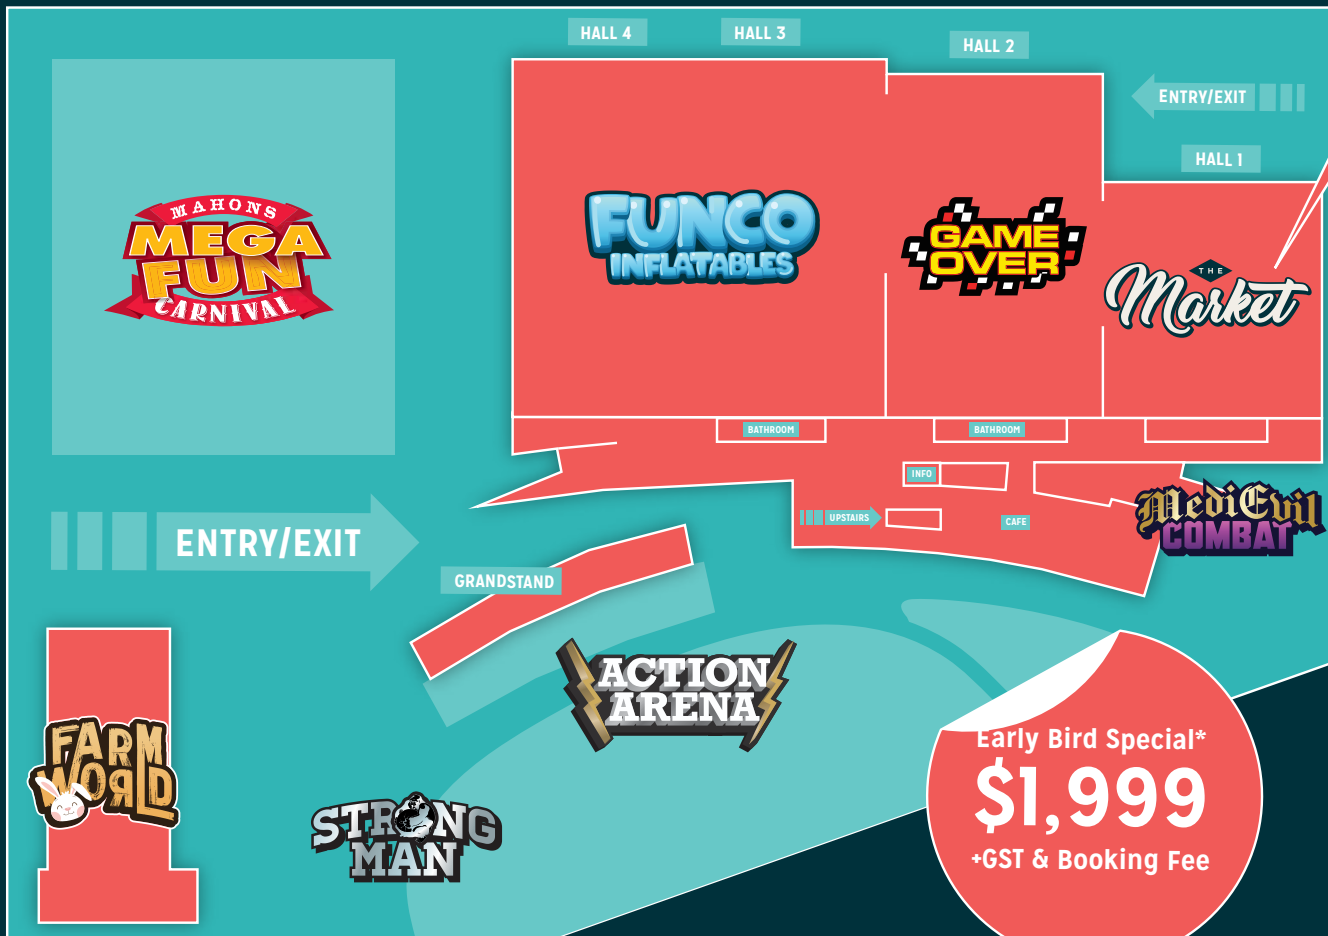 HALL 4
HALL 3
HALL 2
ENTRY/EXIT
HALL 1
MAHONS
MEGA
FUN
CARNIVAL
FUNCO
INFLATABLES
GAME
OVER
THE
Market
BATHROOM
BATHROOM
INFO
UPSTAIRS
CAFE
MediEvil
COMBAT
ENTRY/EXIT
GRANDSTAND
ACTION
ARENA
FARM
WORLD
STRONG
MAN
Early Bird Special*
$1,999
+GST & Booking Fee